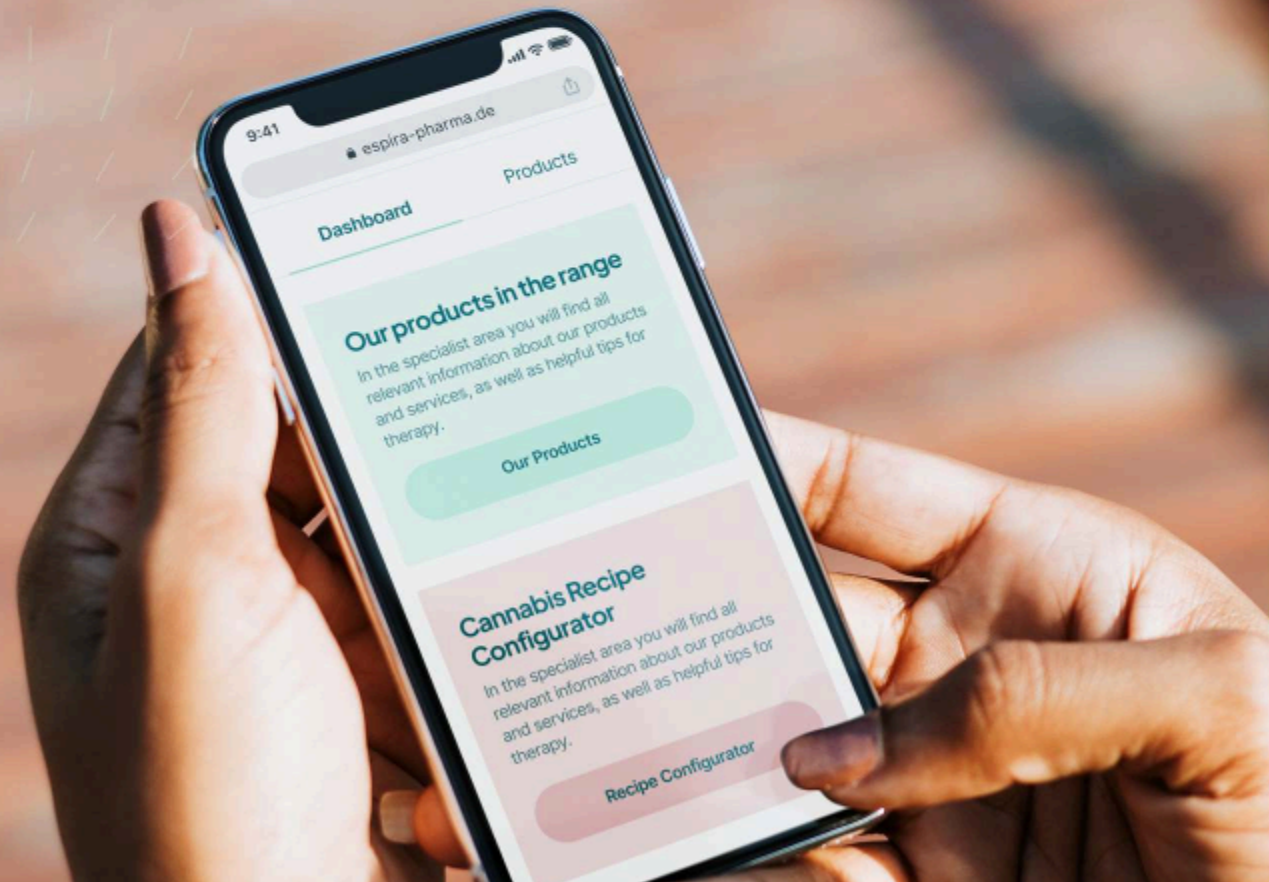 9:41
espira-pharma.de
Dashboard
Products
Our products in the range
In the specialist area you will find all
relevant information about our products
and services, as well as helpful tips for
therapy.
Our Products
Cannabis Recipe
Configurator
In the specialist area you will find all
relevant information about our products
and services, as well as helpful tips for
therapy.
Recipe Configurator